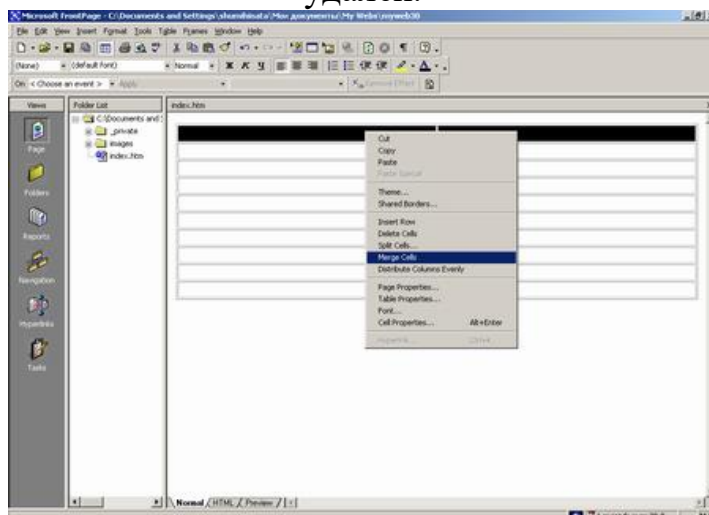 Microsoft FrontPage - C:\Documents and Settings\shumihinata\Мои документы\My Webs\myweb30
File Edit View Insert Format Tools Table Frames Window Help
(None) (default font) Normal Ж К Ч А
On < Choose an event > Apply Remove Effect
Views Folder List index.htm
C:\Documents and
_private
images
index.htm
Page
Folders
Reports
Navigation
Hyperlinks
Tasks
Cut
Copy
Paste
Paste Special
Theme...
Shared Borders...
Insert Row
Delete Cells
Split Cells...
Merge Cells
Distribute Columns Evenly
Page Properties...
Table Properties...
Font...
Cell Properties... Alt+Enter
Hyperlink...
Normal HTML Preview